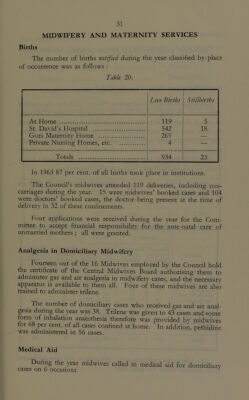 31
MIDWIFERY AND MATERNITY SERVICES
Births
The number of births notified during the year classified by place
of occurrence was as follows :
Table 20.
Live Births Stillbirths
At Home ... 119 5
St. David's Hospital ... 542 18
Gors Maternity Home ... 269 —
Private Nursing Homes, etc. ... 4 —
Totals ... 934 23
In 1963 87 per cent. of all births took place in institutions.
The Council's midwives attended 119 deliveries, including mis-
carriages during the year. 15 were midwives' booked cases and 104
were doctors' booked cases, the doctor being present at the time of
delivery in 32 of these confinements.
Four applications were received during the year for the Com-
mittee to accept financial responsibility for the ante-natal care of
unmarried mothers ; all were granted.
Analgesia in Domiciliary Midwifery
Fourteen out of the 16 Midwives employed by the Council hold
the certificate of the Central Midwives Board authorising them to
administer gas and air analgesia in midwifery cases, and the necessary
apparatus is available to them all. Four of these midwives are also
trained to administer trilene.
The number of domiciliary cases who received gas and air anal-
gesia during the year was 38. Trilene was given to 43 cases and some
form of inhalation anaesthesia therefore was provided by midwives
for 68 per cent. of all cases confined at home. In addition, pethidine
was administered in 56 cases.
Medical Aid
During the year midwives called in medical aid for domiciliary
cases on 6 occasions.